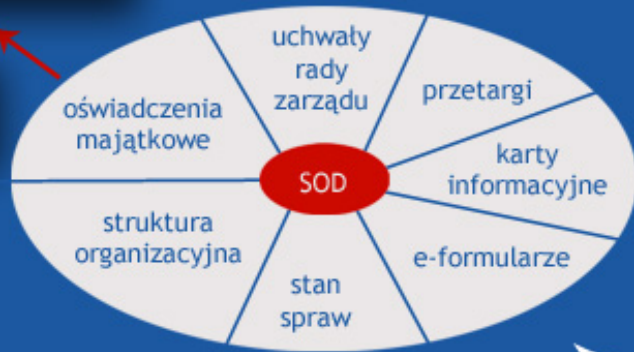 uchwały
rady
zarządu
przetargi
karty
informacyjne
e-formularze
stan
spraw
struktura
organizacyjna
oświadczenia
majątkowe
SOD